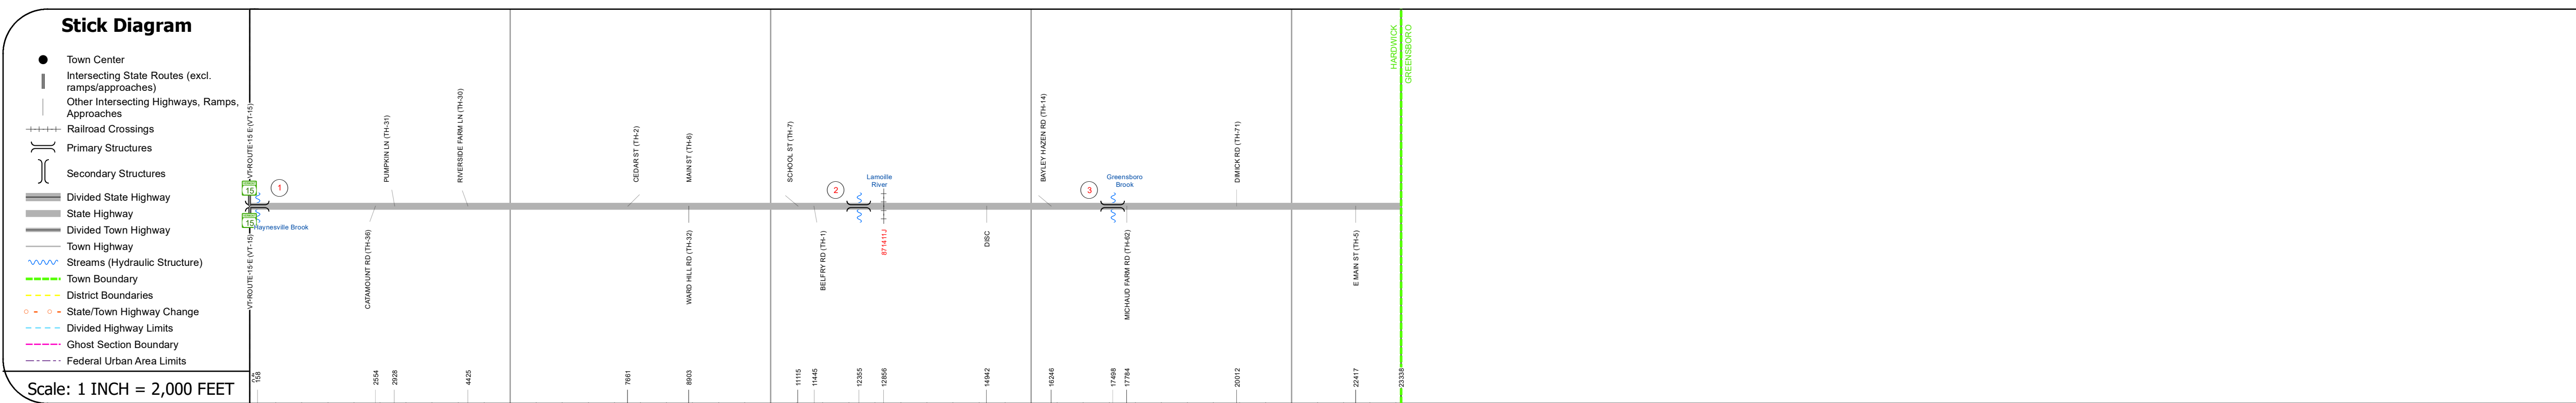 Stick Diagram
Town Center
Intersecting State Routes (excl.
ramps/approaches)
Other Intersecting Highways, Ramps,
Approaches
Railroad Crossings
Primary Structures
Secondary Structures
Divided State Highway
State Highway
Divided Town Highway
Town Highway
Streams (Hydraulic Structure)
Town Boundary
District Boundaries
State/Town Highway Change
Divided Highway Limits
Ghost Section Boundary
Federal Urban Area Limits
Scale: 1 INCH = 2,000 FEET
VT-ROUTE-15 E (VT-15)
PUMPKIN LN (TH-31)
RIVERSIDE FARM LN (TH-30)
CEDAR ST (TH-2)
MAIN ST (TH-6)
SCHOOL ST (TH-7)
BAYLEY HAZEN RD (TH-14)
DIMICK RD (TH-71)
HARDWICK
GREENSBORO
15
1
2
Lamoille
River
3
Greensboro
Brook
15
Haynesville Brook
VT-ROUTE-15 E (VT-15)
CATAMOUNT RD (TH-36)
WARD HILL RD (TH-32)
BELFRY RD (TH-1)
871411J
DISC
MICHAUD FARM RD (TH-62)
E MAIN ST (TH-5)
158
2554
2928
4425
7661
8903
11115
11445
12355
12856
14942
16246
17498
17784
20012
22417
23338